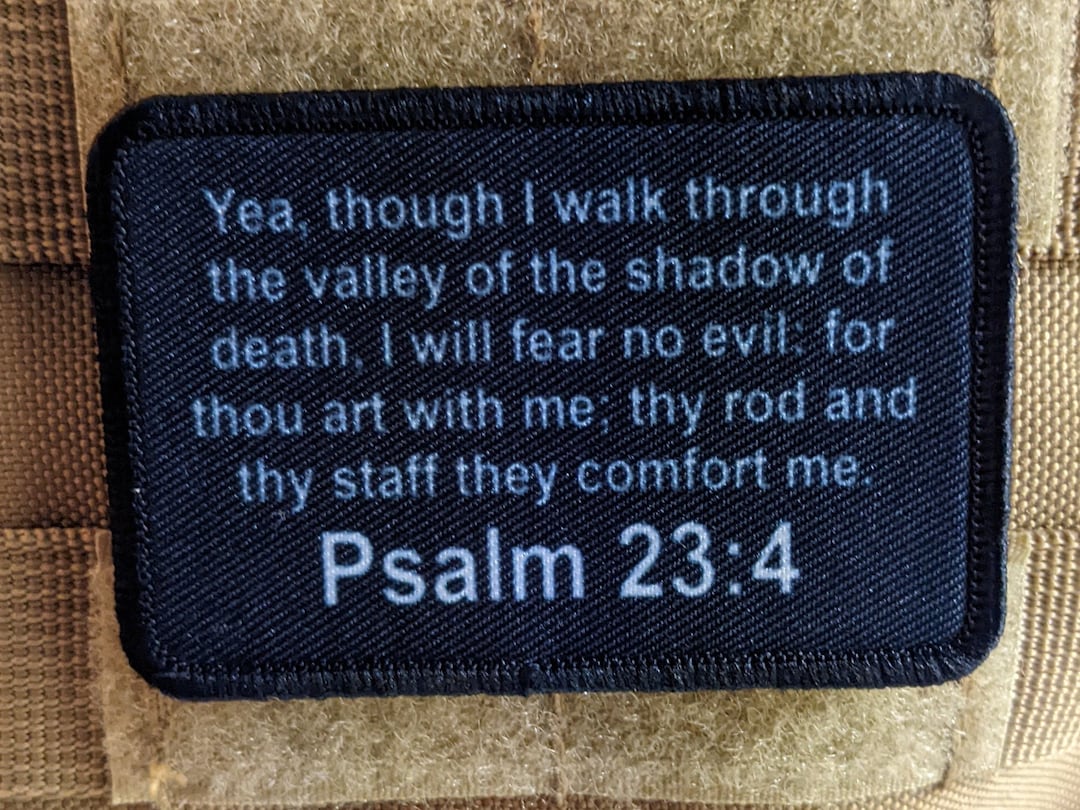 Yea, though I walk through
the valley of the shadow of
death, I will fear no evil: for
thou art with me; thy rod and
thy staff they comfort me.
Psalm 23:4